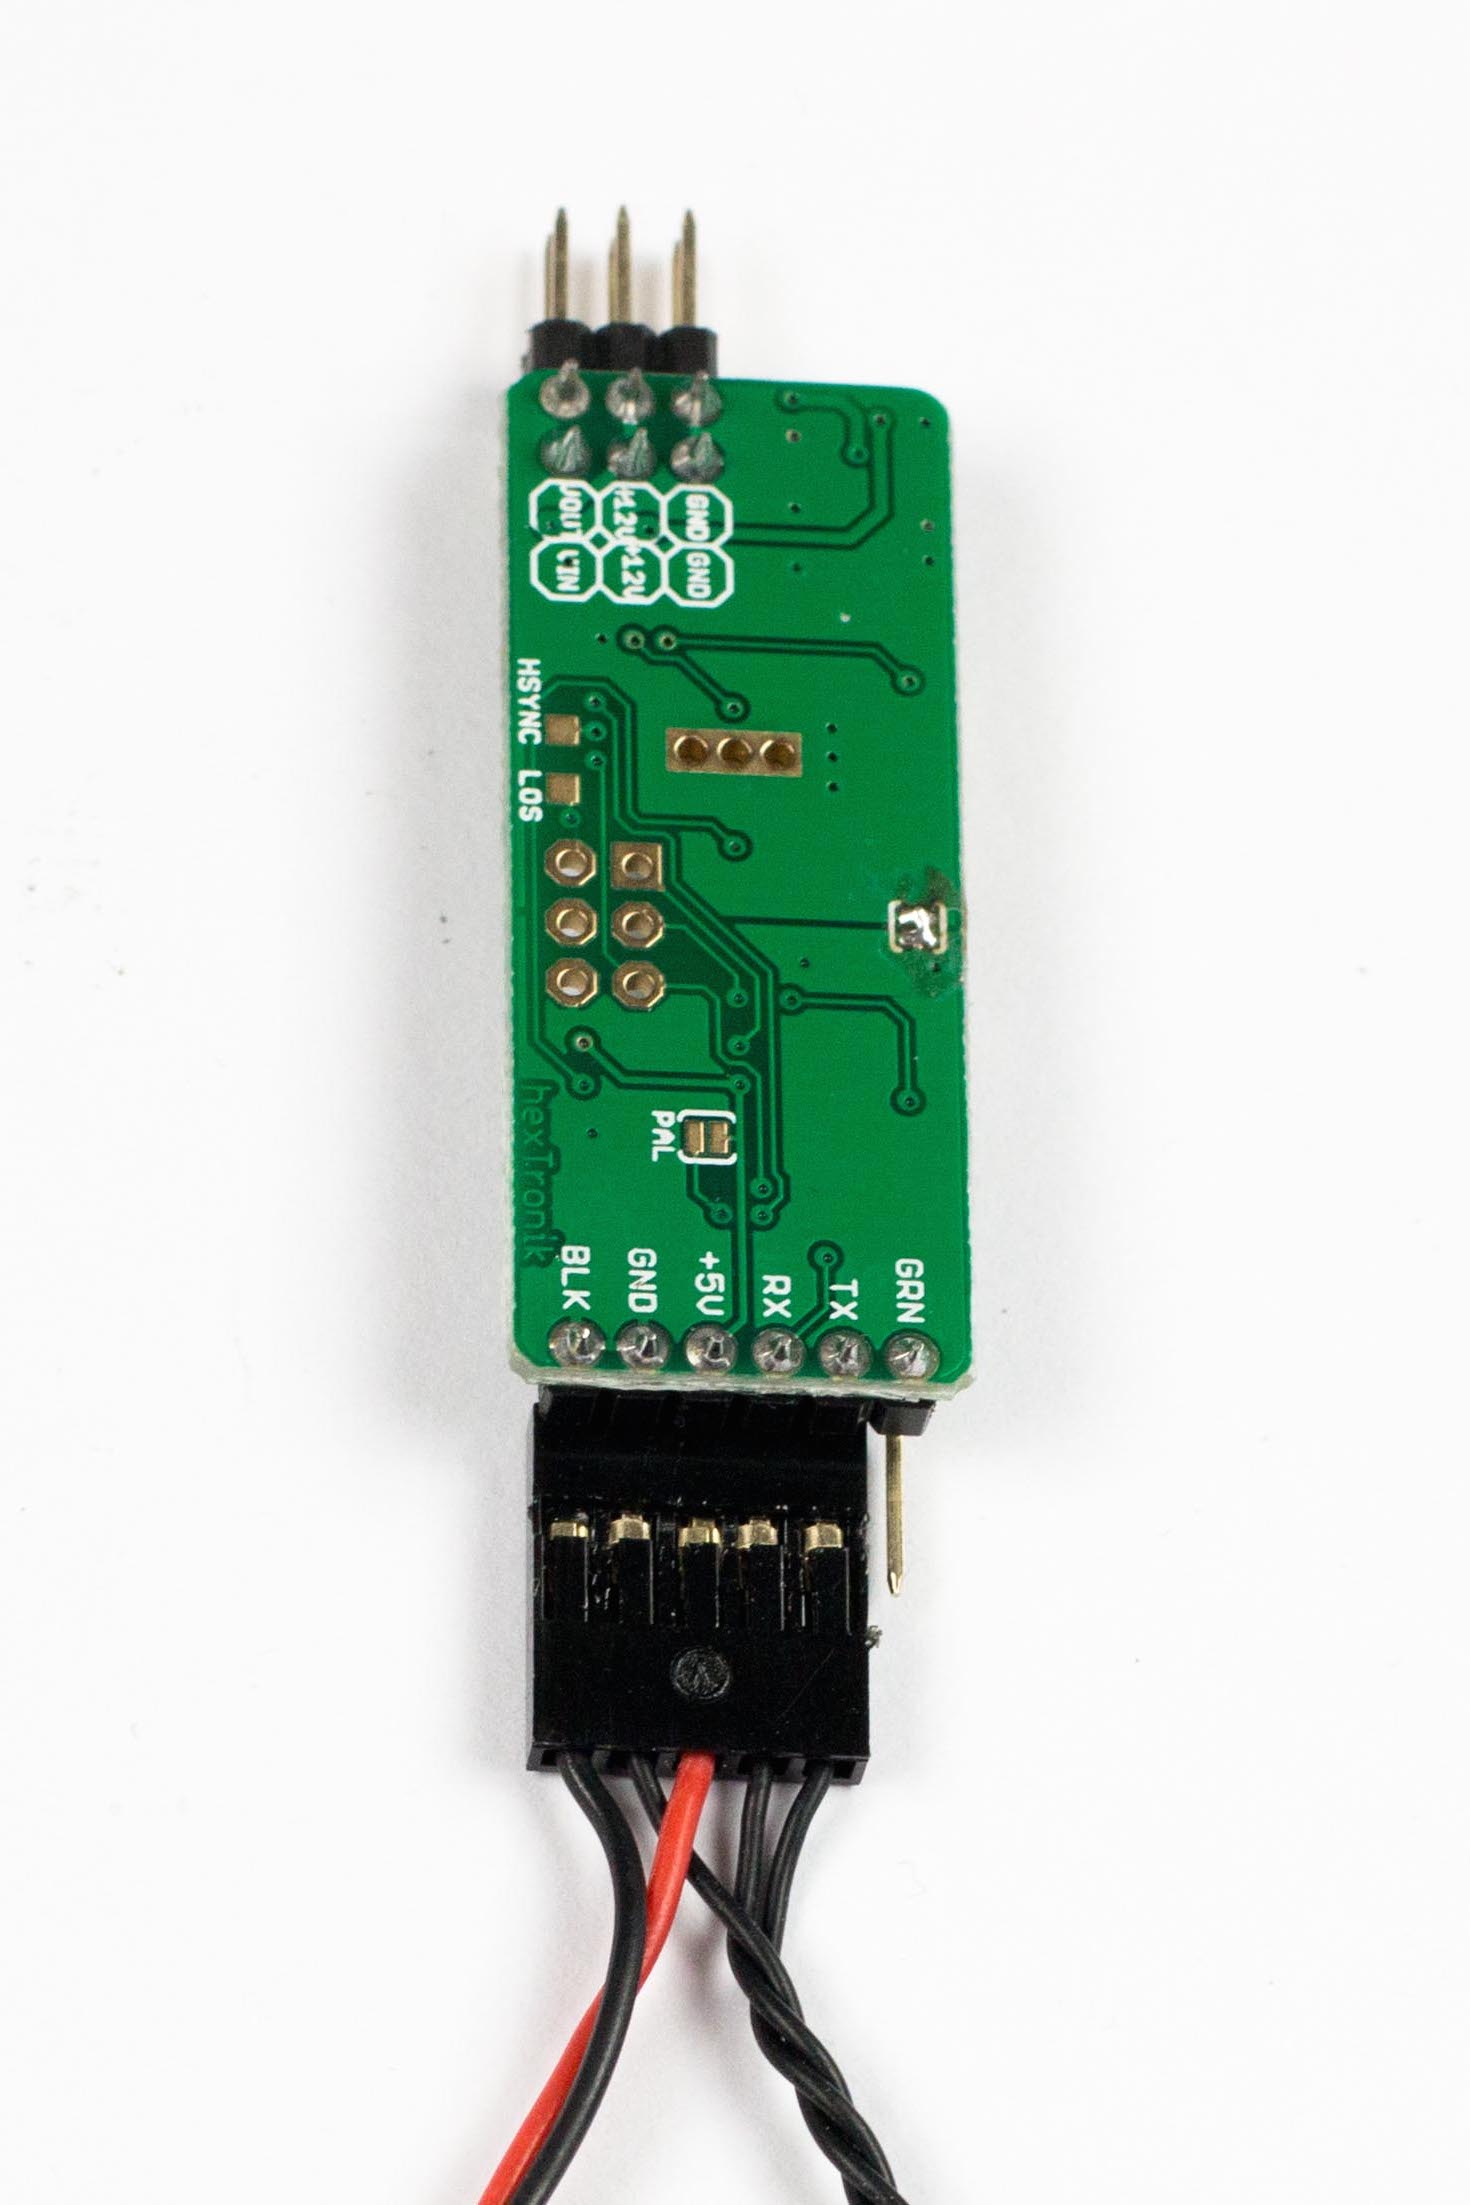 VOUT +12V GND
VIN +12V GND
HSYNC
LOS
PAL
hexTronik
BLK GND +5V RX TX GRN